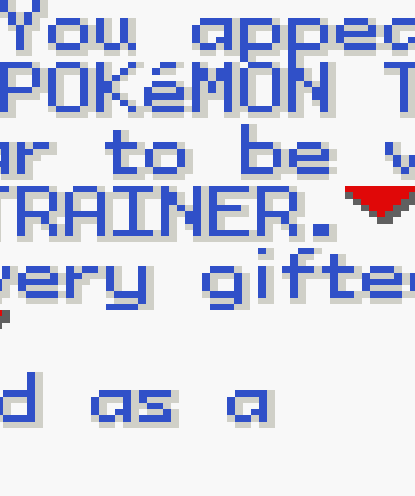 You appea
POKéMON T
ar to be v
TRAINER.
very gifte
d as a